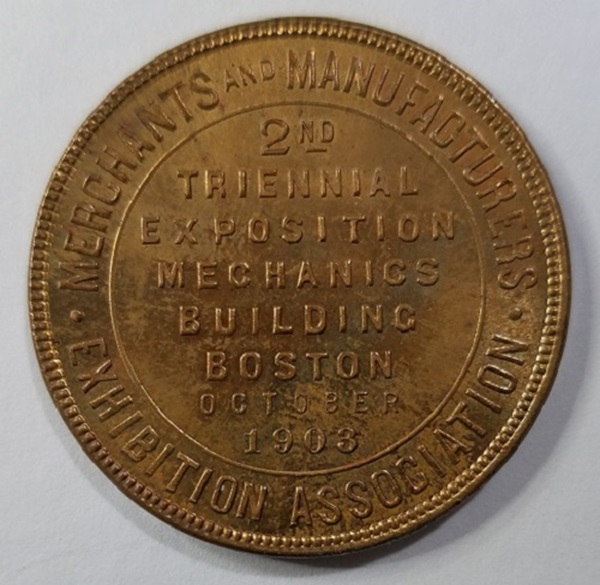 MERCHANTS AND MANUFACTURERS
EXHIBITION ASSOCIATION
2ND
TRIENNIAL
EXPOSITION
MECHANICS
BUILDING
BOSTON
OCTOBER
1903